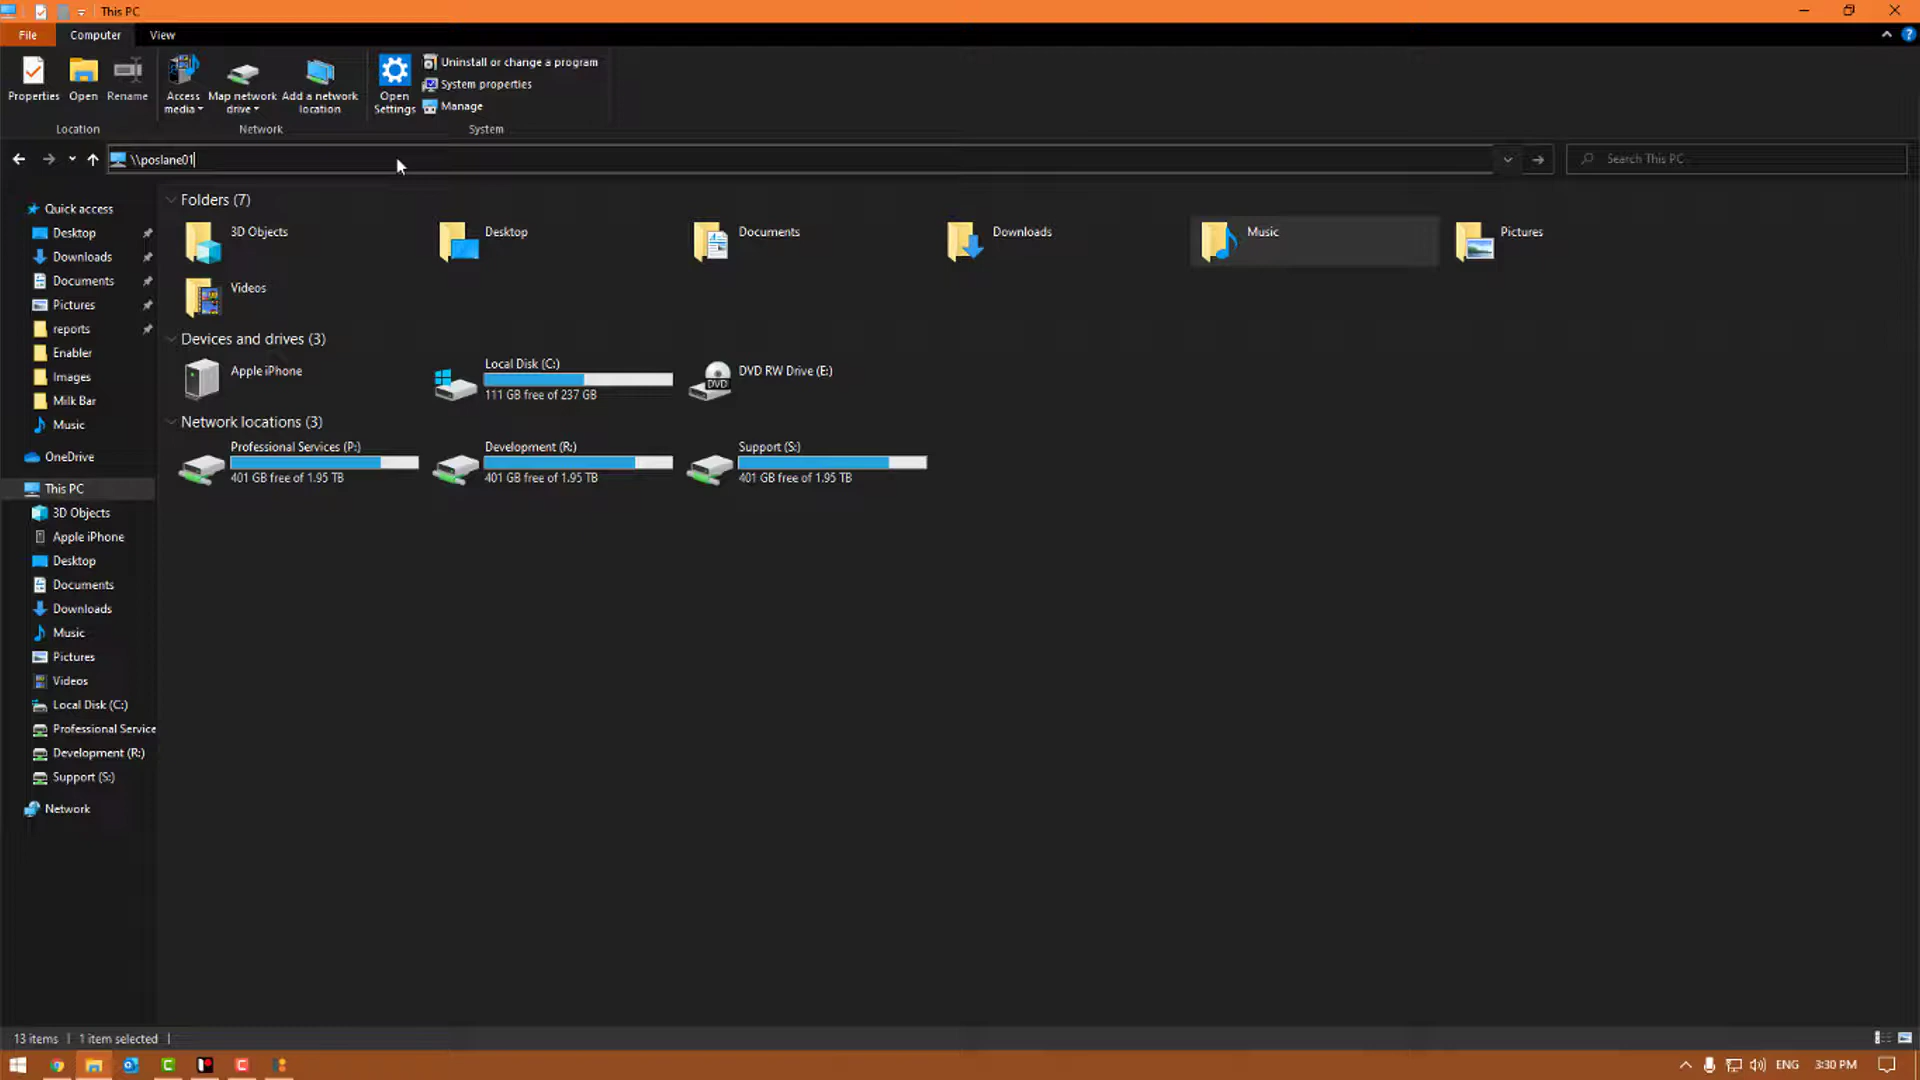 This PC
File
Computer
View
Properties
Open
Rename
Access
media
Map network
drive
Add a network
location
Open
Settings
Uninstall or change a program
System properties
Manage
Location
Network
System
\\poslane01
Search This PC
Quick access
Desktop
Downloads
Documents
Pictures
reports
Enabler
Images
Milk Bar
Music
OneDrive
This PC
3D Objects
Apple iPhone
Desktop
Documents
Downloads
Music
Pictures
Videos
Local Disk (C:)
Professional Service
Development (R:)
Support (S:)
Network
Folders (7)
3D Objects
Desktop
Documents
Downloads
Music
Pictures
Videos
Devices and drives (3)
Apple iPhone
Local Disk (C:)
111 GB free of 237 GB
DVD
DVD RW Drive (E:)
Network locations (3)
Professional Services (P:)
401 GB free of 1.95 TB
Development (R:)
401 GB free of 1.95 TB
Support (S:)
401 GB free of 1.95 TB
13 items
1 item selected
ENG
3:30 PM